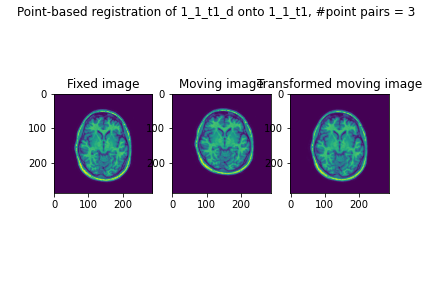 Point-based registration of 1_1_t1_d onto 1_1_t1, #point pairs = 3
Fixed image
Moving image
Transformed moving image
0
100
200
0
100
200
0
100
200
0 100 200
0 100 200
0 100 200